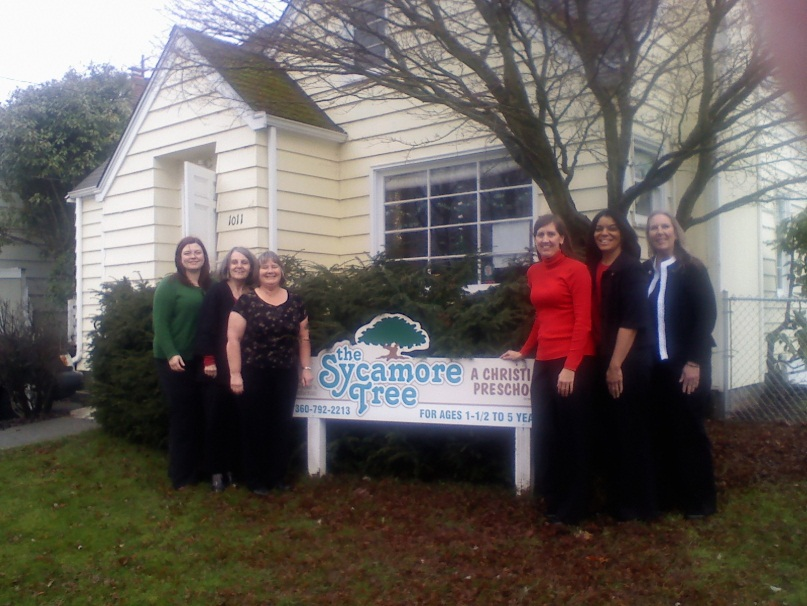 1011
the
Sycamore
Tree
A CHRISTI
PRESCHO
360-792-2213
FOR AGES 1-1/2 TO 5 YEA